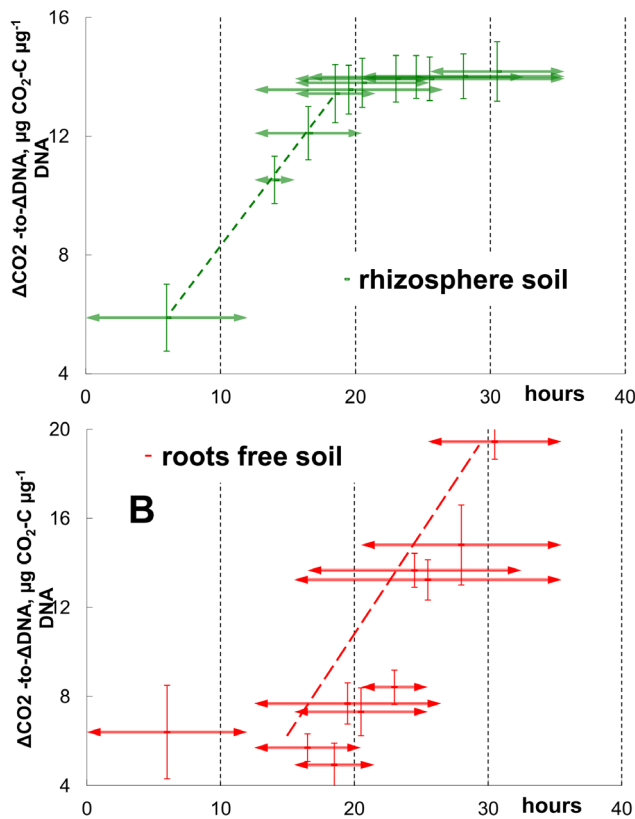 ΔCO2 -to-ΔDNA, µg CO₂-C µg⁻¹
DNA
16
12
8
4
rhizosphere soil
0
10
20
30
40
hours
ΔCO2 -to-ΔDNA, µg CO₂-C µg⁻¹
DNA
20
16
12
8
4
roots free soil
B
0
10
20
30
40
hours